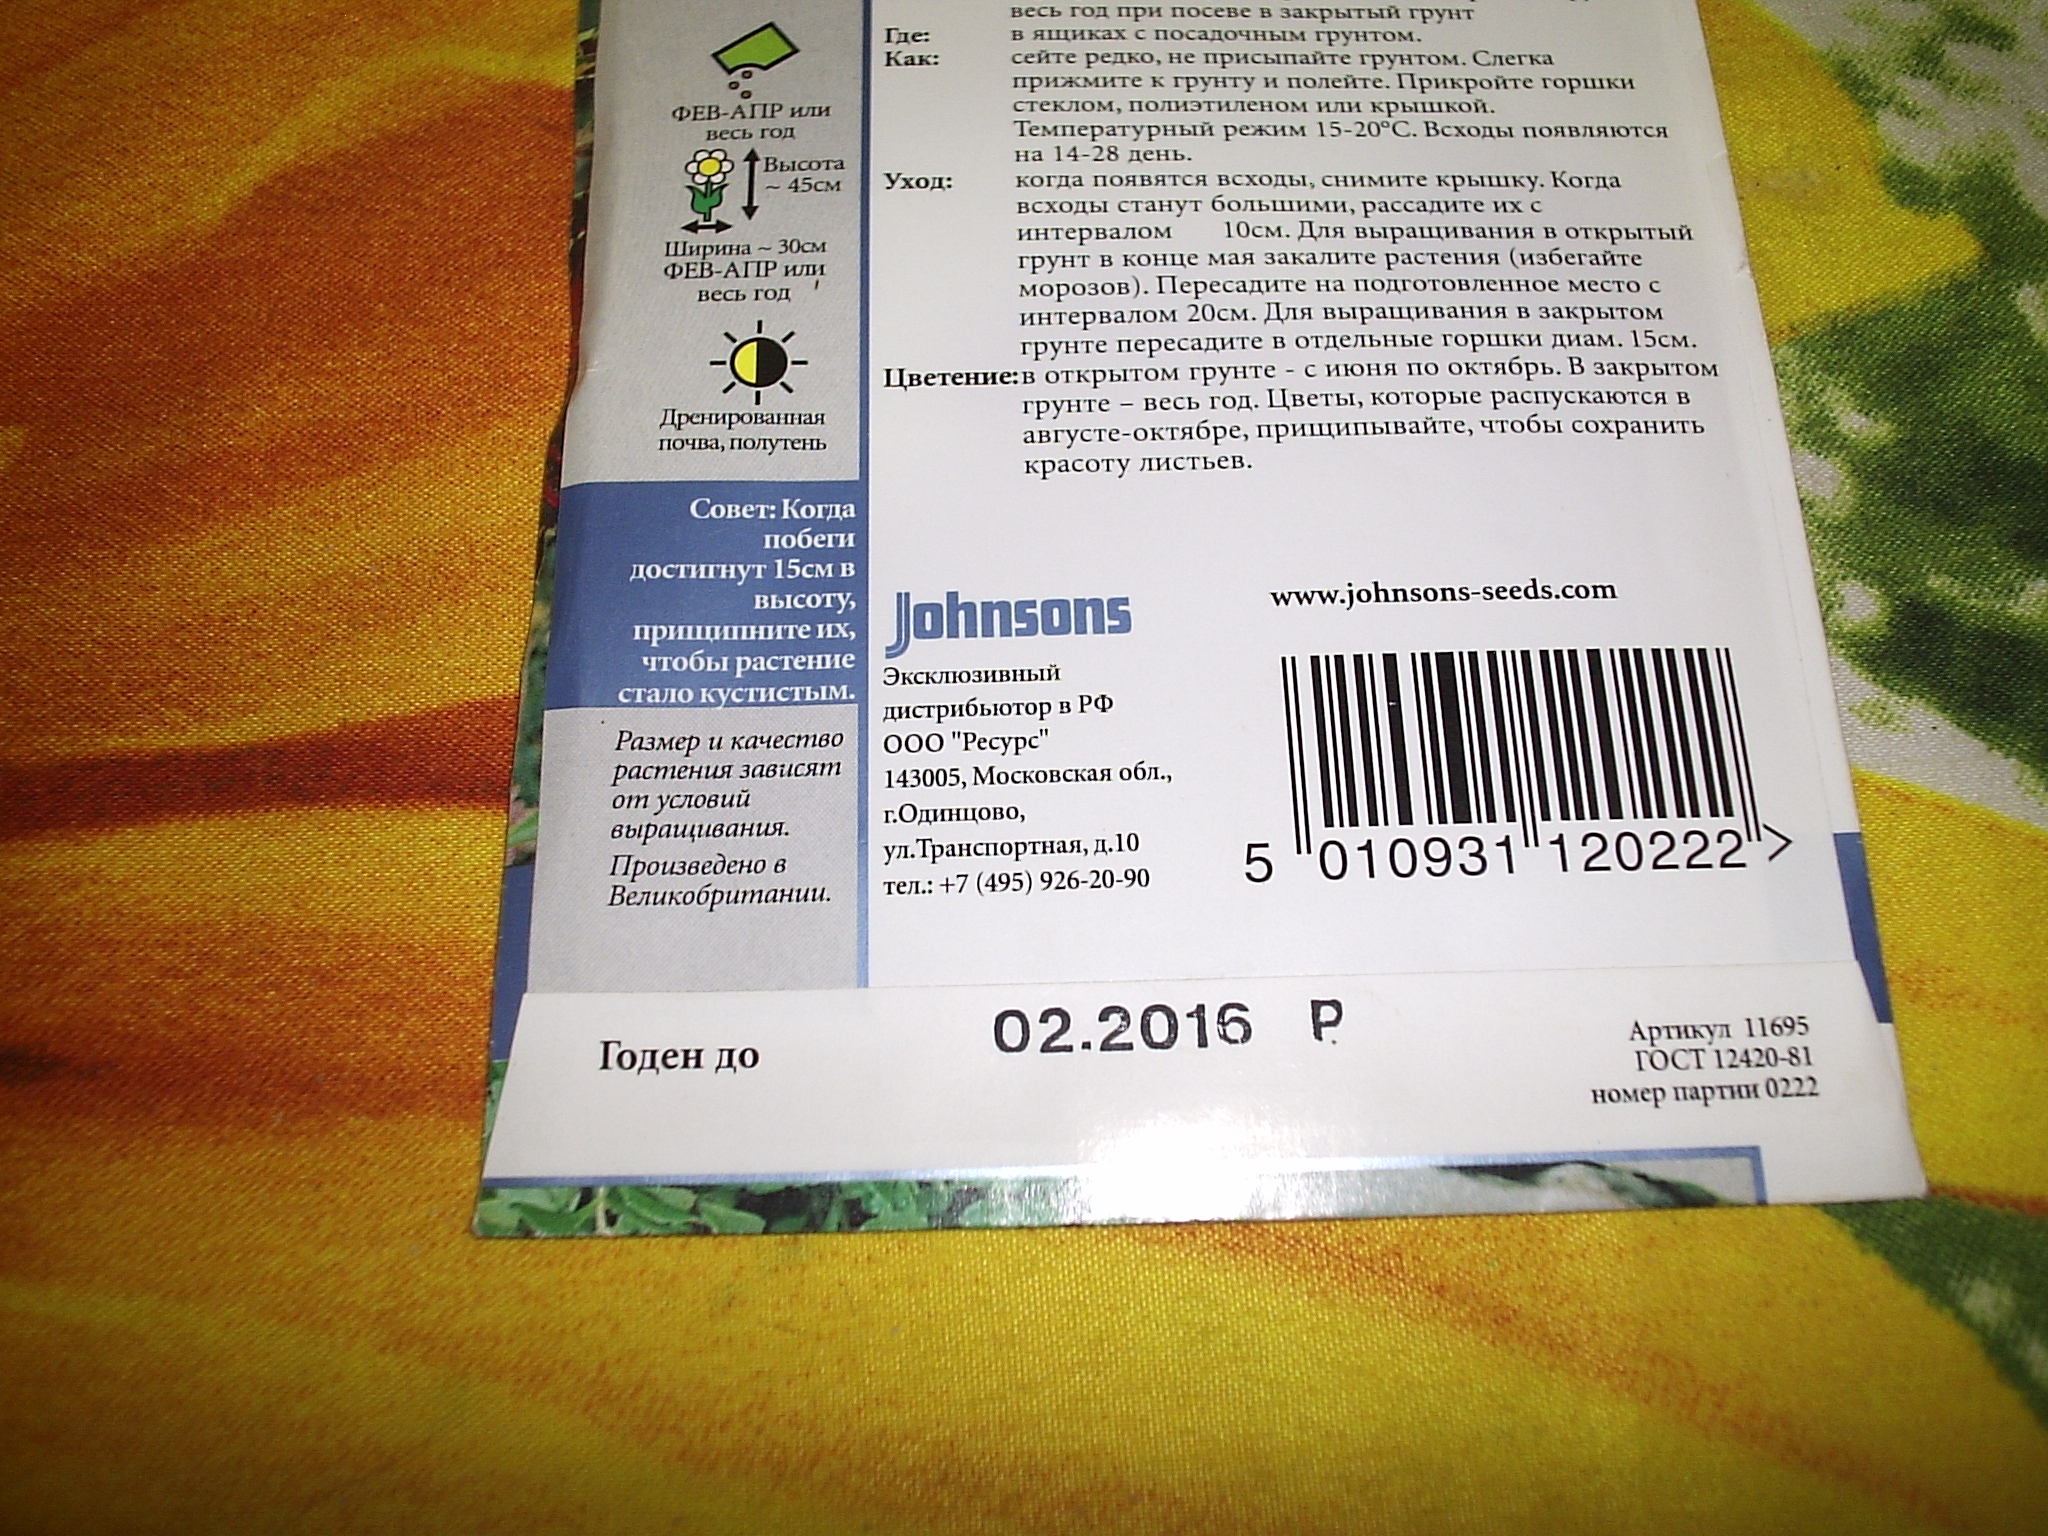 ФЕВ-АПР или
весь год
Высота
~ 45см
Ширина ~ 30см
ФЕВ-АПР или
весь год
Дренированная
почва, полутень
Совет: Когда
побеги
достигнут 15см в
высоту,
прищипните их,
чтобы растение
стало кустистым.
Размер и качество
растения зависят
от условий
выращивания.
Произведено в
Великобритании.
весь год при посеве в закрытый грунт
Где: в ящиках с посадочным грунтом.
Как: сейте редко, не присыпайте грунтом. Слегка
прижмите к грунту и полейте. Прикройте горшки
стеклом, полиэтиленом или крышкой.
Температурный режим 15-20°С. Всходы появляются
на 14-28 день.
Уход: когда появятся всходы, снимите крышку. Когда
всходы станут большими, рассадите их с
интервалом 10см. Для выращивания в открытый
грунт в конце мая закалите растения (избегайте
морозов). Пересадите на подготовленное место с
интервалом 20см. Для выращивания в закрытом
грунте пересадите в отдельные горшки диам. 15см.
Цветение: в открытом грунте - с июня по октябрь. В закрытом
грунте – весь год. Цветы, которые распускаются в
августе-октябре, прищипывайте, чтобы сохранить
красоту листьев.
Johnsons
www.johnsons-seeds.com
Эксклюзивный
дистрибьютор в РФ
ООО "Ресурс"
143005, Московская обл.,
г.Одинцово,
ул.Транспортная, д.10
тел.: +7 (495) 926-20-90
5 010931 120222 >
Годен до 02.2016 P
Артикул 11695
ГОСТ 12420-81
номер партии 0222